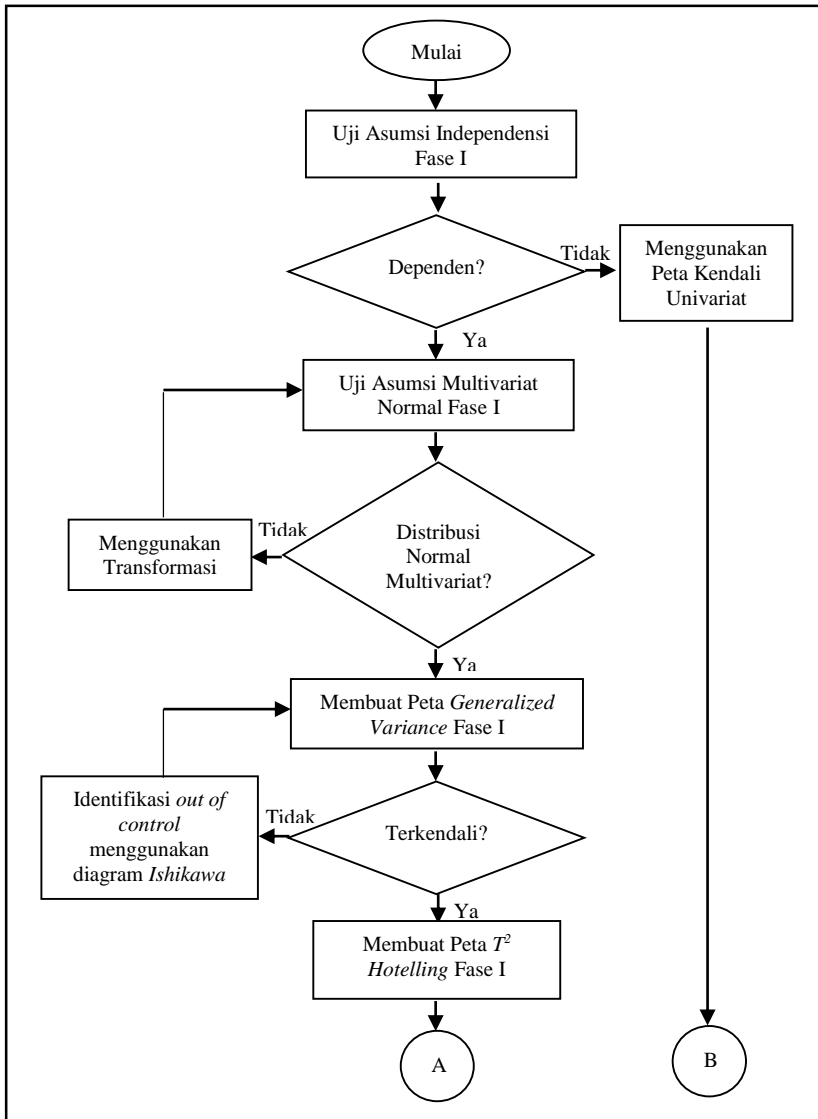 Mulai
Uji Asumsi Independensi
Fase I
Dependen?
Tidak
Menggunakan
Peta Kendali
Univariat
Ya
Uji Asumsi Multivariat
Normal Fase I
Tidak
Menggunakan
Transformasi
Distribusi
Normal
Multivariat?
Ya
Membuat Peta Generalized
Variance Fase I
Identifikasi out of
control
menggunakan
diagram Ishikawa
Tidak
Terkendali?
Ya
Membuat Peta T²
Hotelling Fase I
A
B